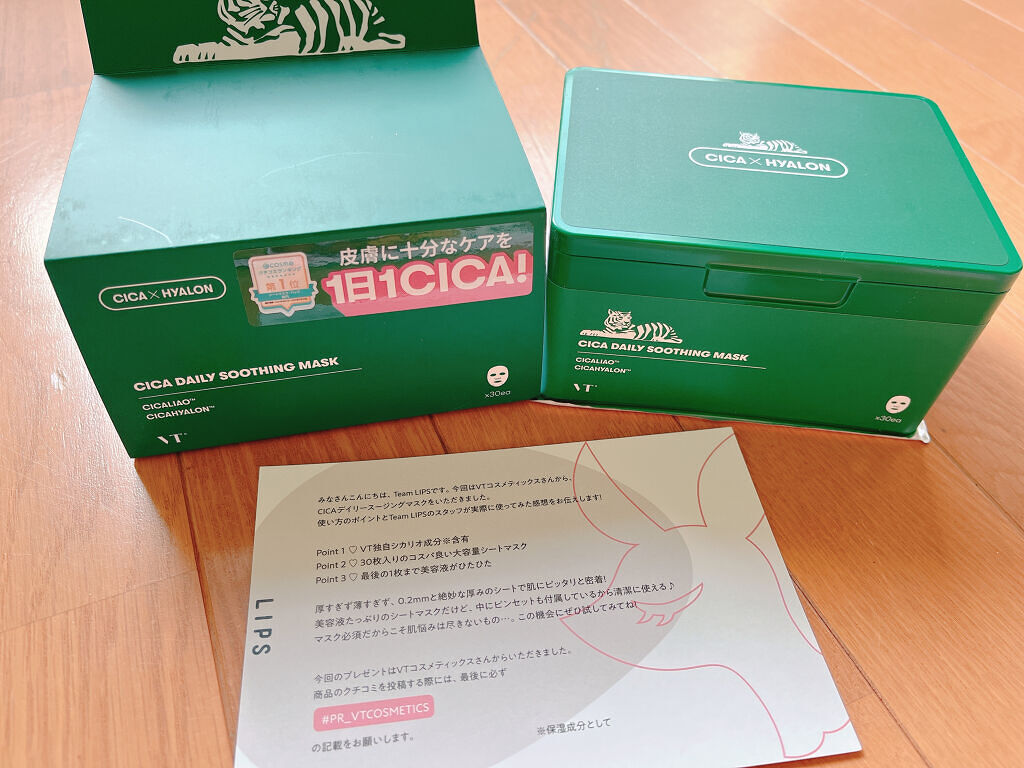 CICA×HYALON
@cosme
第1位
皮膚に十分なケアを
1日1CICA!
CICA DAILY SOOTHING MASK
CICALIAO™
CICAHYALON™
VT
x30ea
CICA×HYALON
CICA DAILY SOOTHING MASK
CICALIAO™
CICAHYALON™
VT
x30ea
みなさんこんにちは、Team LIPSです。今回はVTコスメティックスさんから、
CICAデイリースージングマスクをいただきました。
使い方のポイントとTeam LIPSのスタッフが実際に使ってみた感想をお伝えします!
Point 1 ♡ VT独自シカリオ成分※含有
Point 2 ♡ 30枚入りのコスパ良い大容量シートマスク
Point 3 ♡ 最後の1枚まで美容液がひたひた
厚すぎず薄すぎず、0.2mmと絶妙な厚みのシートで肌にピッタリと密着!
美容液たっぷりのシートマスクだけど、中にピンセットも付属しているから清潔に使える♪
マスク必須だからこそ肌悩みは尽きないもの…。この機会にぜひ試してみてね!
LIPS
今回のプレゼントはVTコスメティックスさんからいただきました。
商品のクチコミを投稿する際には、最後に必ず
#PR_VTCOSMETICS
の記載をお願いします。
※保湿成分として